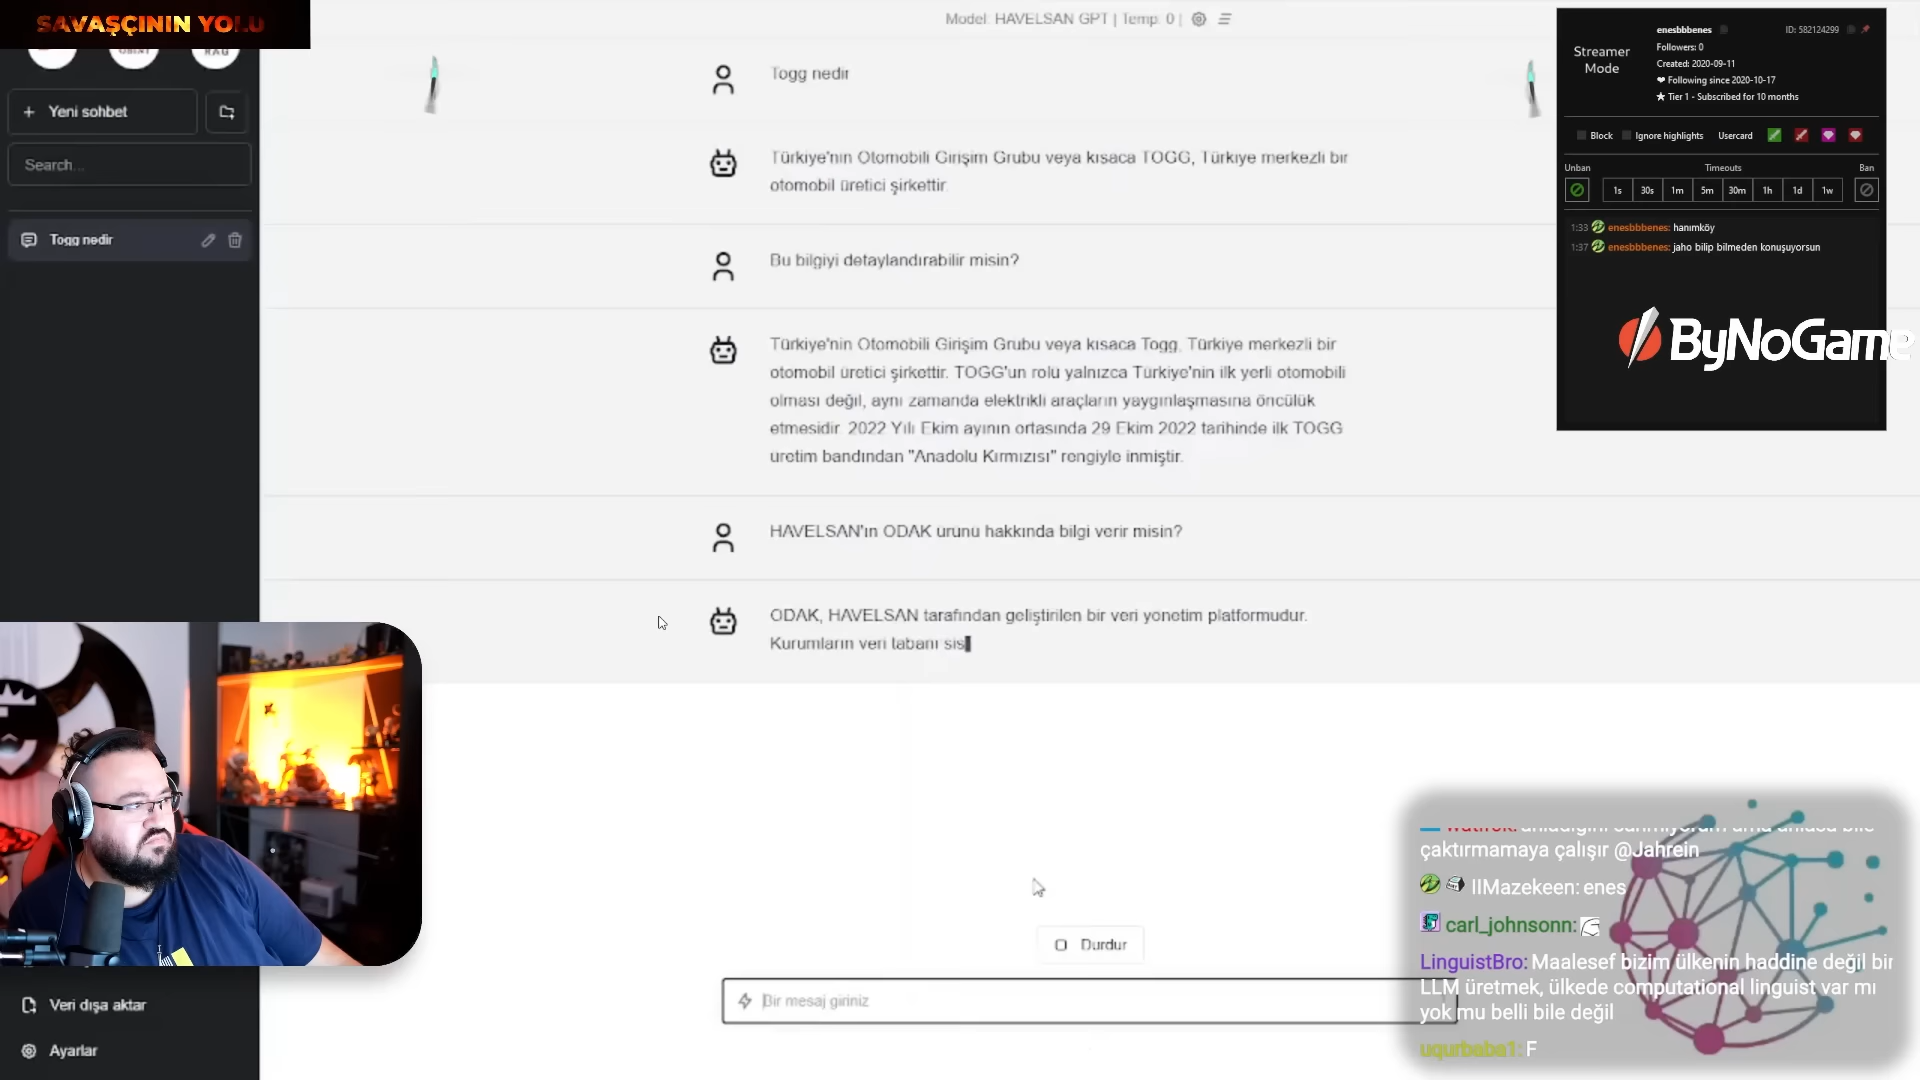 SAVAŞÇININ YOLU
Model: HAVELSAN GPT | Temp: 0 |
Yeni sohbet
Search...
Togg nedir
Veri dışa aktar
Ayarlar
Togg nedir
Türkiye'nin Otomobili Girişim Grubu veya kısaca TOGG, Türkiye merkezli bir
otomobil üretici şirkettir.
Bu bilgiyi detaylandırabilir misin?
Türkiye'nin Otomobili Girişim Grubu veya kısaca Togg, Türkiye merkezli bir
otomobil üretici şirkettir. TOGG'un rolü yalnızca Türkiye'nin ilk yerli otomobili
olması değil, aynı zamanda elektrikli araçların yaygınlaşmasına öncülük
etmesidir. 2022 Yılı Ekim ayının ortasında 29 Ekim 2022 tarihinde ilk TOGG
üretim bandından "Anadolu Kırmızısı" rengiyle inmiştir.
HAVELSAN'ın ODAK ürünü hakkında bilgi verir misin?
ODAK, HAVELSAN tarafından geliştirilen bir veri yönetim platformudur.
Kurumların veri tabanı sis
Durdur
Bir mesaj giriniz
Streamer
Mode
enesbbbenes
ID: 582124299
Followers: 0
Created: 2020-09-11
Following since 2020-10-17
Tier 1 - Subscribed for 10 months
Block Ignore highlights Usercard
Unban Timeouts Ban
1s 30s 1m 5m 30m 1h 1d 1w
1:33 enesbbbenes: hanımköy
1:37 enesbbbenes: jaho bilip bilmeden konuşuyorsun
ByNoGame
çaktırmamaya çalışır @Jahrein
IIMazekeen: enes
carl_johnsonn:
LinguistBro: Maalesef bizim ülkenin haddine değil bir
LLM üretmek, ülkede computational linguist var mı
yok mu belli bile değil
uqurbaba1: F